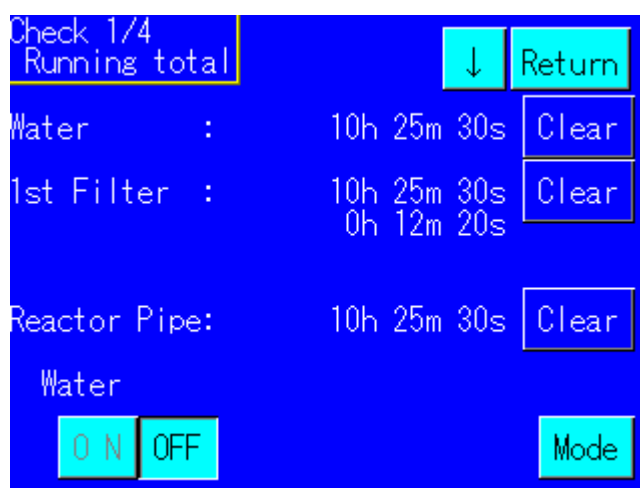 Check 1/4
Running total
↓ Return
Water : 10h 25m 30s Clear
1st Filter : 10h 25m 30s Clear
0h 12m 20s
Reactor Pipe: 10h 25m 30s Clear
Water
O N OFF Mode